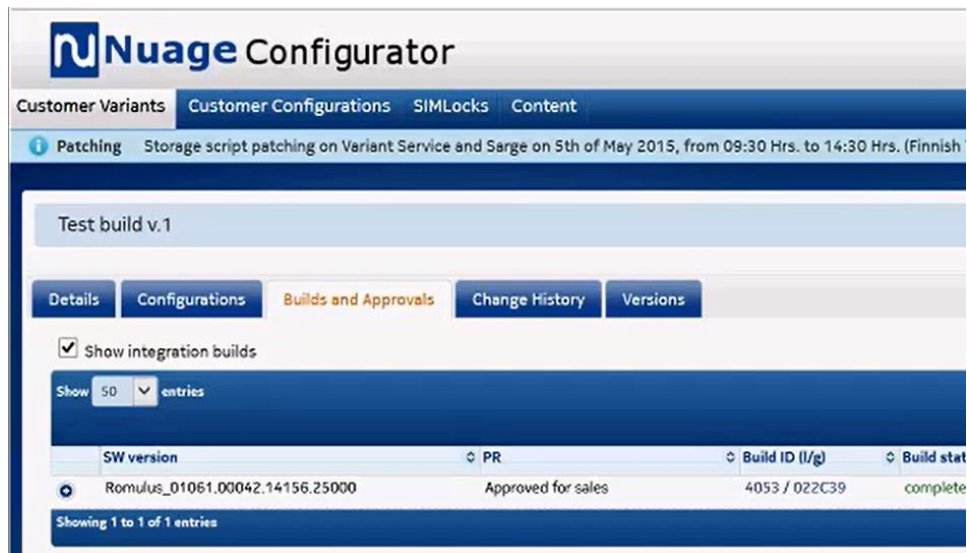 Nuage Configurator
Customer Variants Customer Configurations SIMLocks Content
Patching Storage script patching on Variant Service and Sarge on 5th of May 2015, from 09:30 Hrs. to 14:30 Hrs. (Finnish
Test build v.1
Details Configurations Builds and Approvals Change History Versions
Show integration builds
Show 50 entries
SW version PR Build ID (l/g) Build stat
Romulus_01061.00042.14156.25000 Approved for sales 4053 / 022C39 complete
Showing 1 to 1 of 1 entries